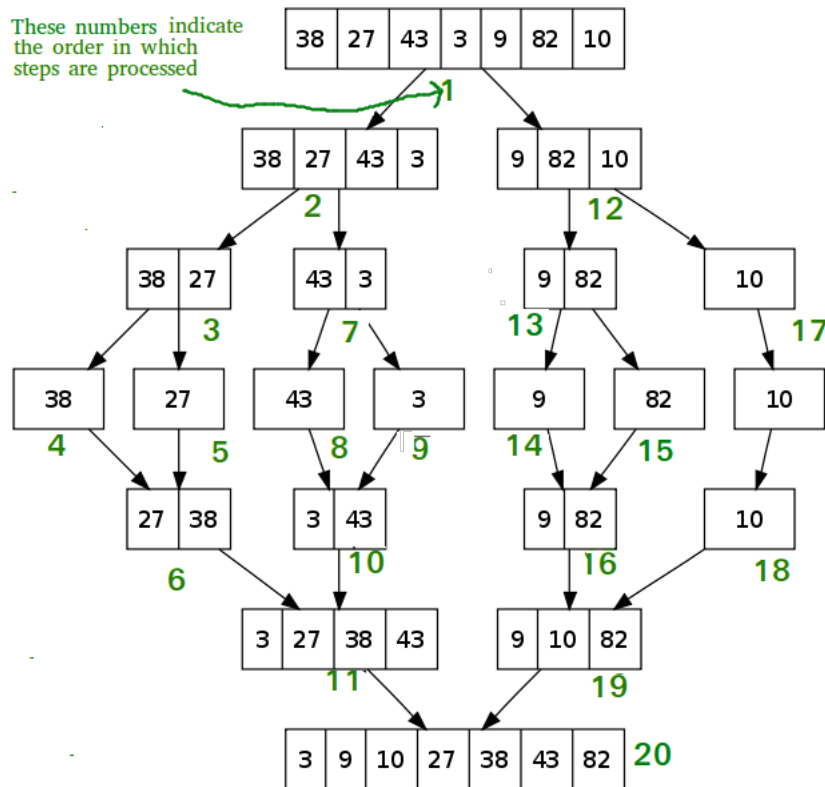 These numbers indicate
the order in which
steps are processed
38 27 43 3 9 82 10
1
38 27 43 3 9 82 10
2 12
38 27 43 3 9 82 10
3 7 13 17
38 27 43 3 9 82 10
4 5 8 9 14 15
27 38 3 43 9 82 10
6 10 16 18
3 27 38 43 9 10 82
11 19
3 9 10 27 38 43 82 20